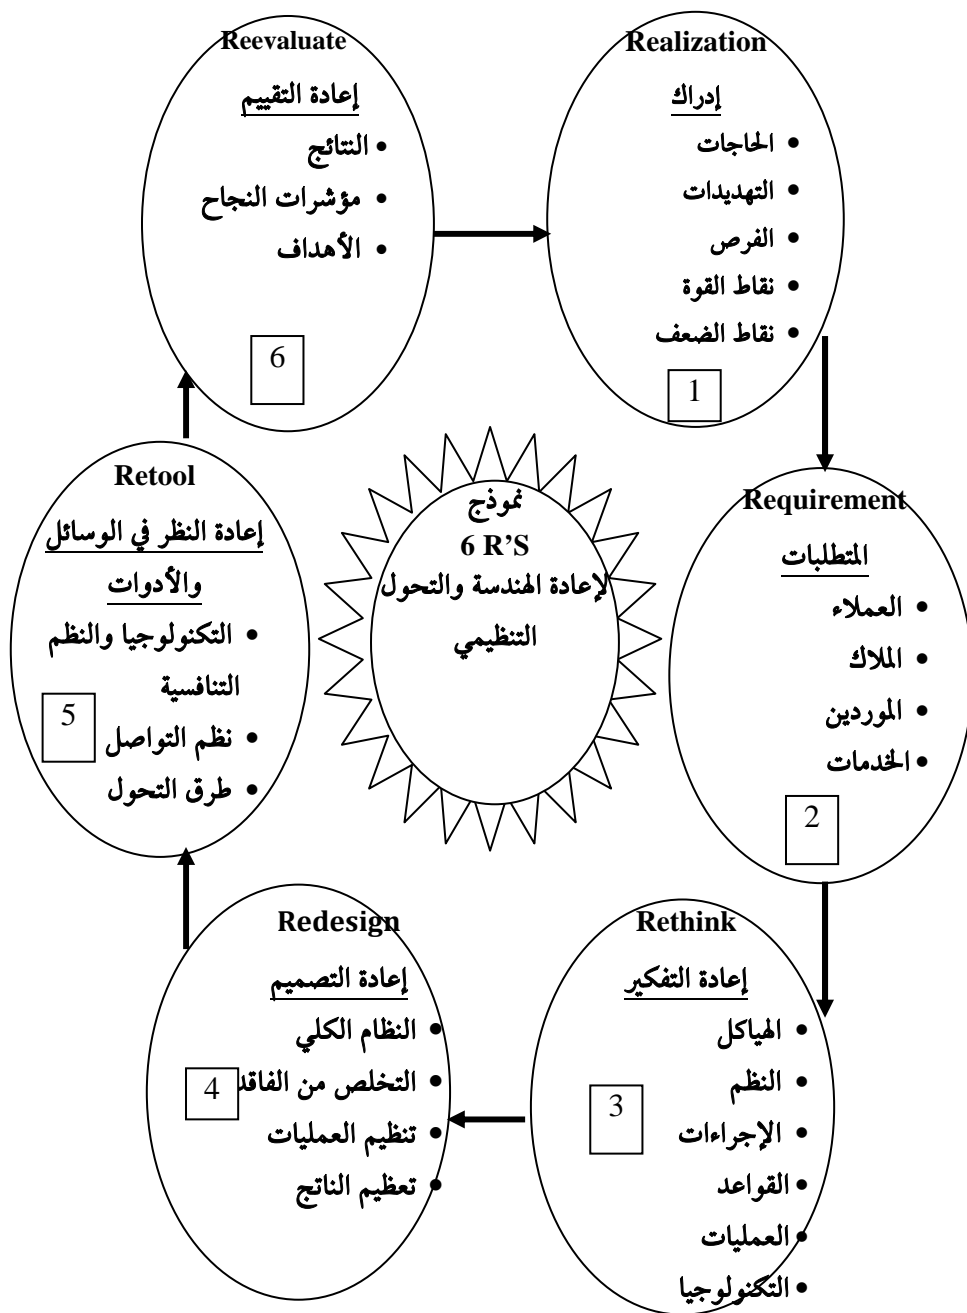 Realization
إدراك
• الحاجات
• التهديدات
• الفرص
• نقاط القوة
• نقاط الضعف
1
Requirement
المتطلبات
• العملاء
• الملاك
• الموردين
• الخدمات
2
Rethink
إعادة التفكير
• الهياكل
• النظم
• الإجراءات
• القواعد
• العمليات
• التكنولوجيا
3
Redesign
إعادة التصميم
• النظام الكلي
• التخلص من الفاقد
• تنظيم العمليات
• تعظيم الناتج
4
Retool
إعادة النظر في الوسائل
والأدوات
• التكنولوجيا والنظم
التنافسية
• نظم التواصل
• طرق التحول
5
Reevaluate
إعادة التقييم
• النتائج
• مؤشرات النجاح
• الأهداف
6
نموذج
6 R’S
لإعادة الهندسة والتحول
التنظيمي